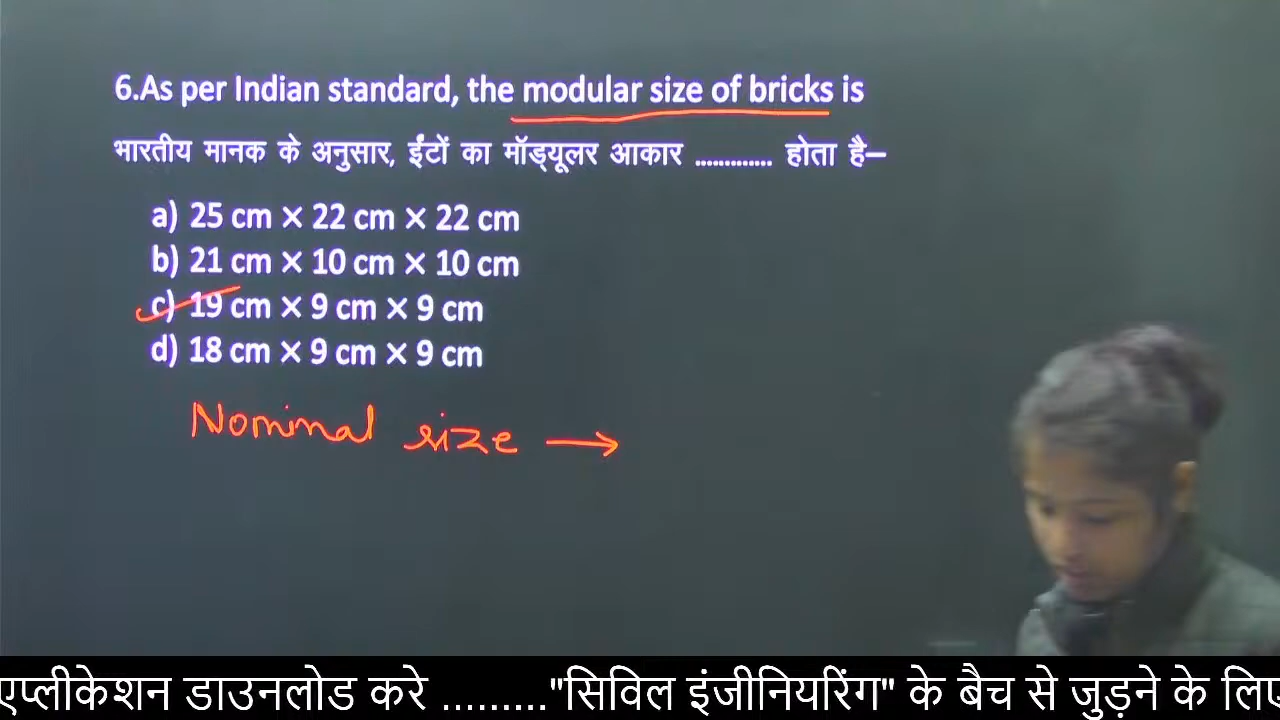 6.As per Indian standard, the modular size of bricks is
भारतीय मानक के अनुसार, ईंटों का मॉड्यूलर आकार ............. होता है–
a) 25 cm × 22 cm × 22 cm
b) 21 cm × 10 cm × 10 cm
c) 19 cm × 9 cm × 9 cm
d) 18 cm × 9 cm × 9 cm
Nominal size →
एप्लीकेशन डाउनलोड करे ........."सिविल इंजीनियरिंग" के बैच से जुड़ने के लिए